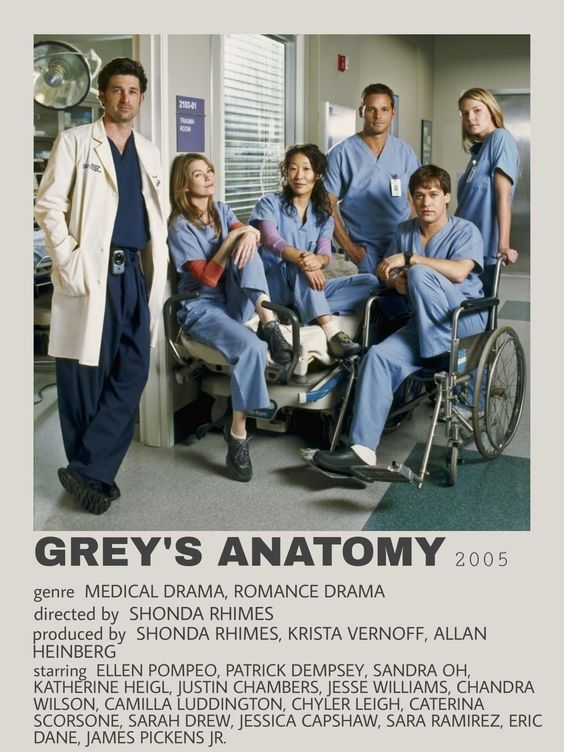 2103-01
TRAUMA
ROOM
GREY'S ANATOMY 2005
genre MEDICAL DRAMA, ROMANCE DRAMA
directed by SHONDA RHIMES
produced by SHONDA RHIMES, KRISTA VERNOFF, ALLAN
HEINBERG
starring ELLEN POMPEO, PATRICK DEMPSEY, SANDRA OH,
KATHERINE HEIGL, JUSTIN CHAMBERS, JESSE WILLIAMS, CHANDRA
WILSON, CAMILLA LUDDINGTON, CHYLER LEIGH, CATERINA
SCORSONE, SARAH DREW, JESSICA CAPSHAW, SARA RAMIREZ, ERIC
DANE, JAMES PICKENS JR.